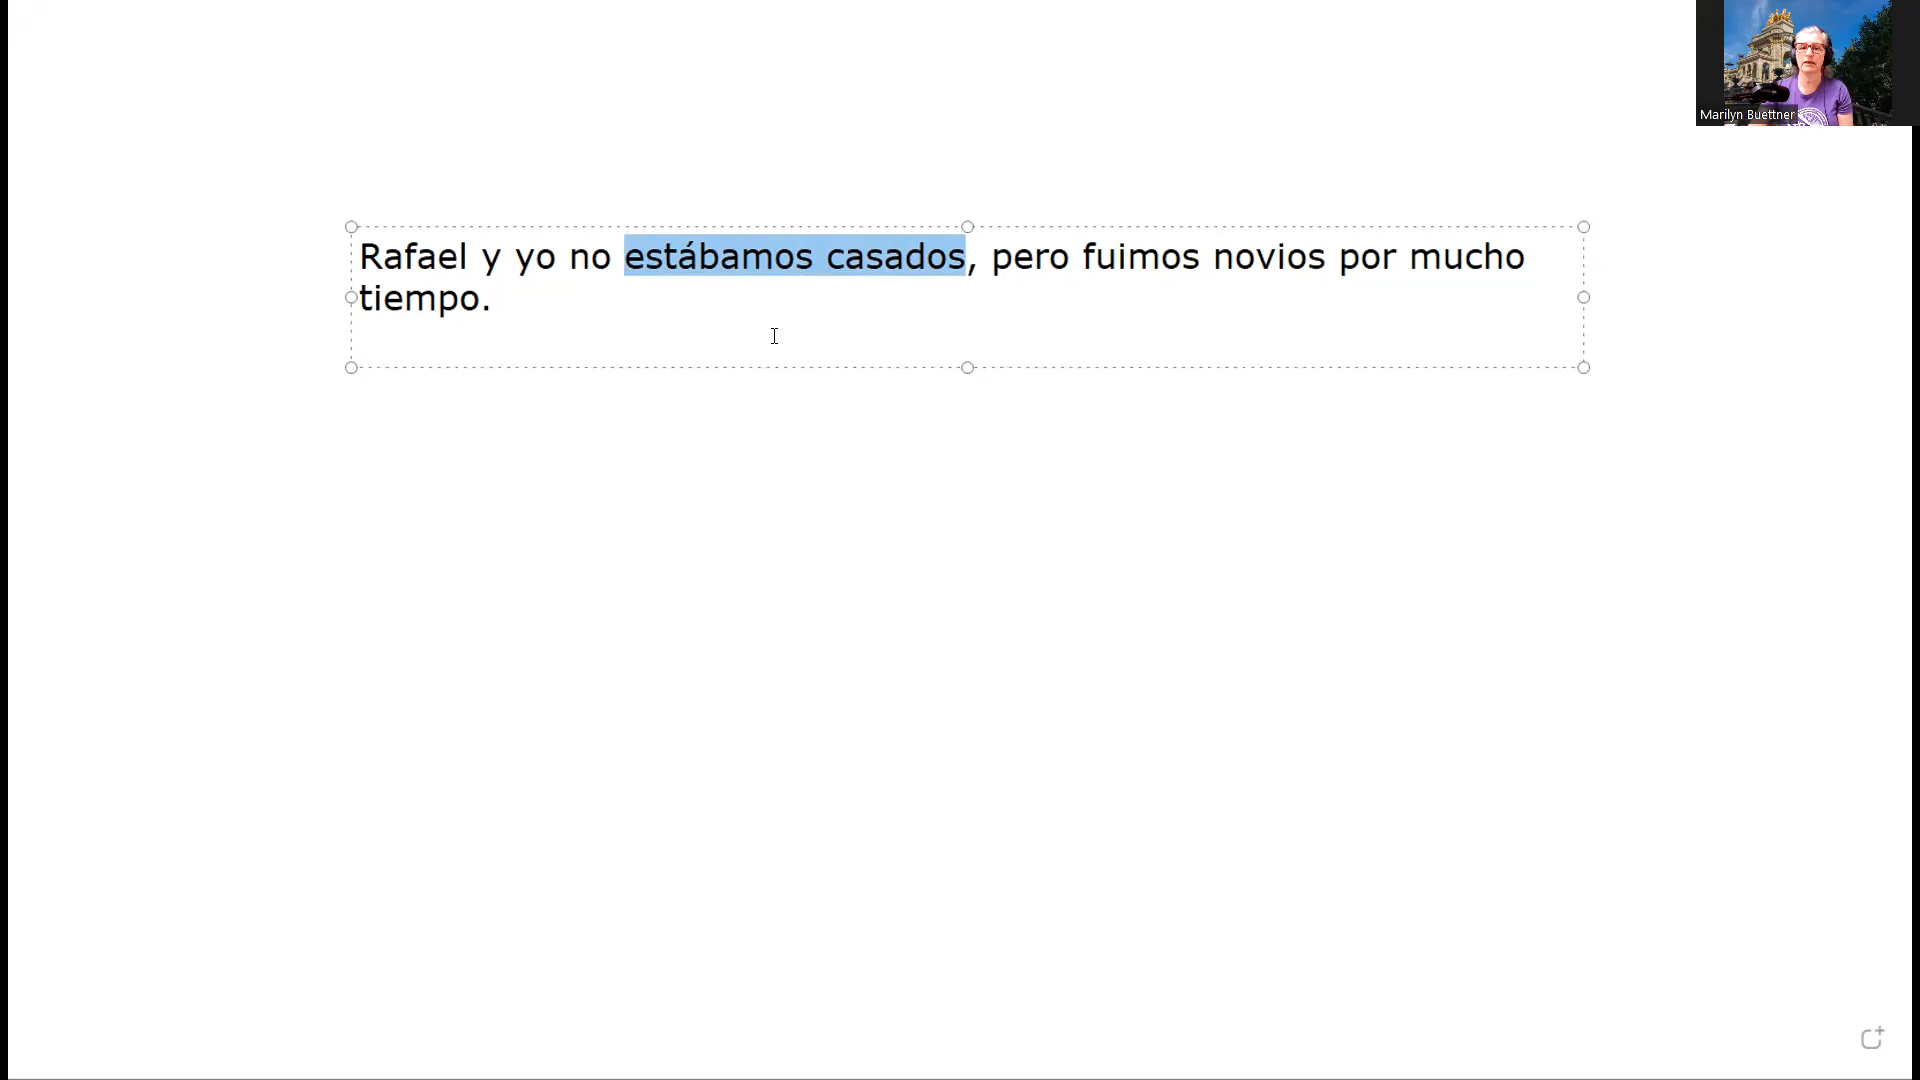 Marilyn Buettner
Rafael y yo no estábamos casados, pero fuimos novios por mucho
tiempo.